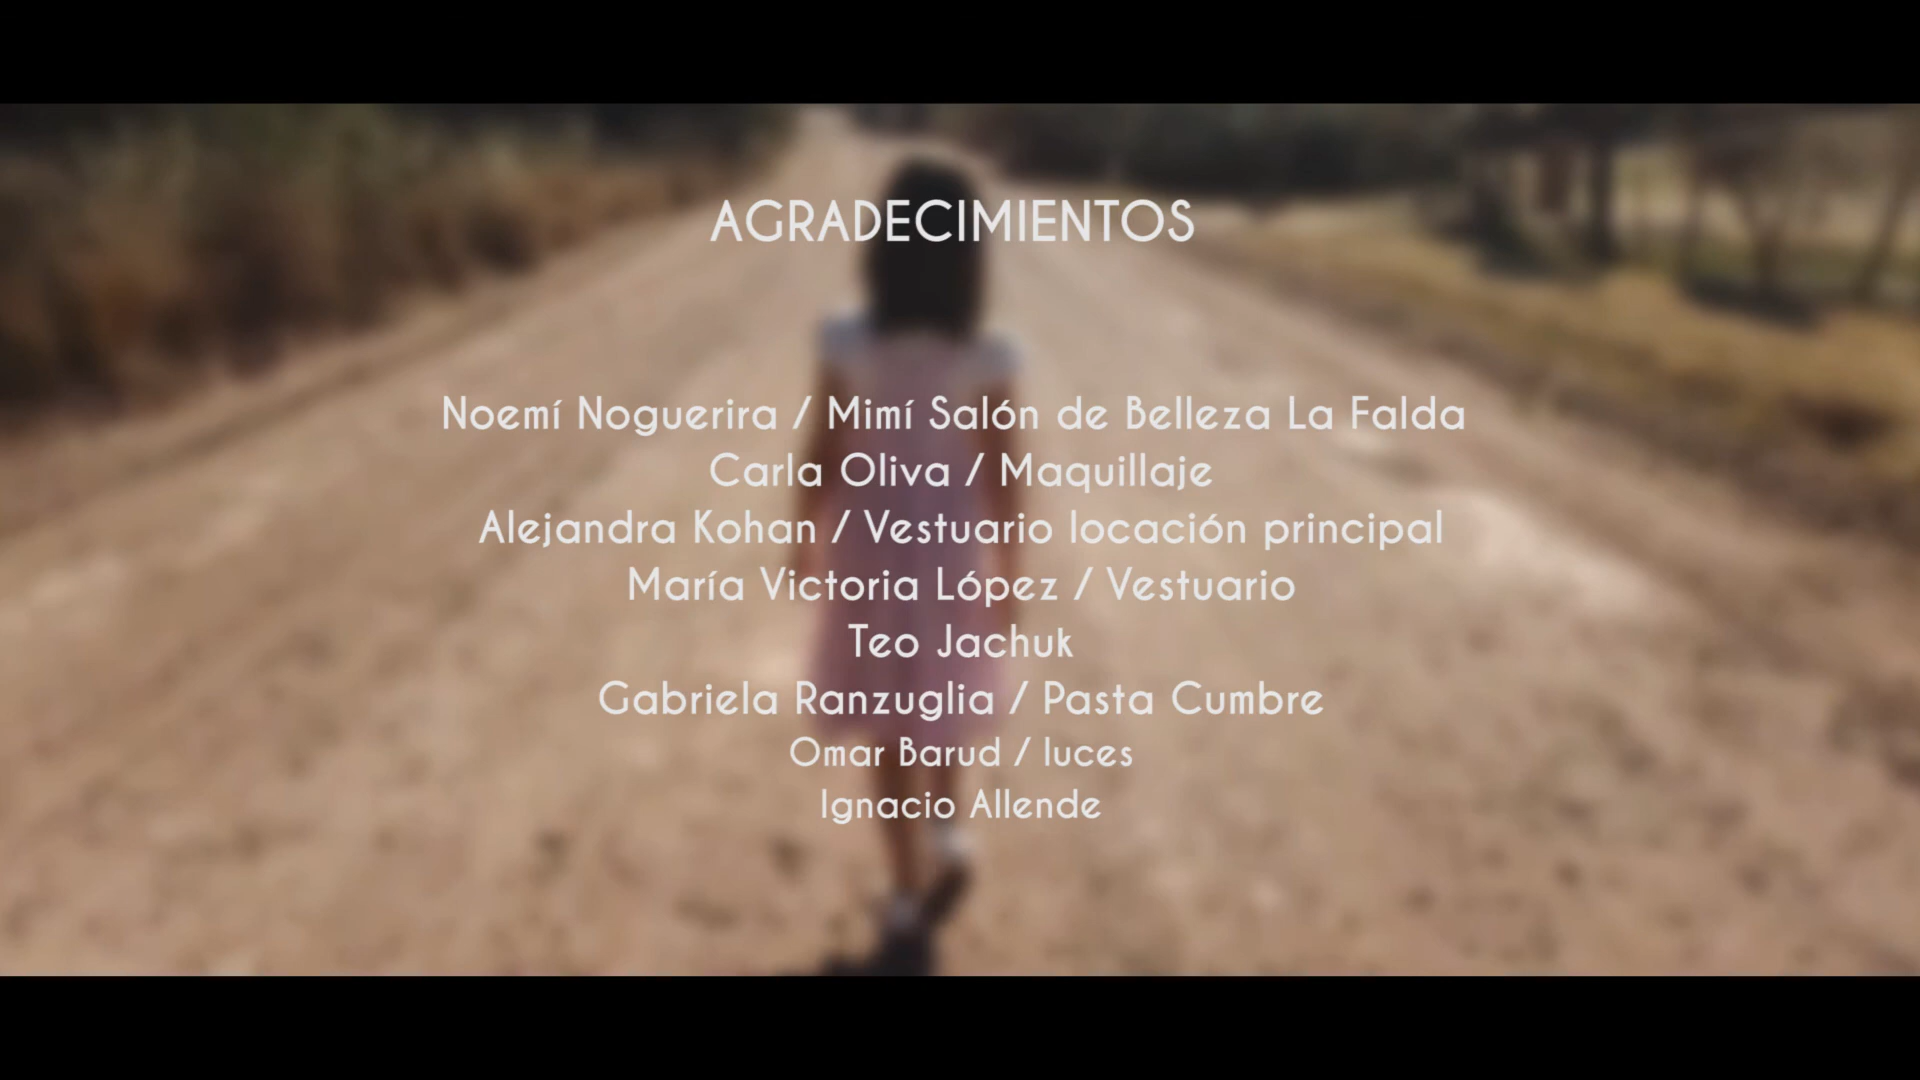 AGRADECIMIENTOS
Noemí Noguerira / Mimí Salón de Belleza La Falda
Carla Oliva / Maquillaje
Alejandra Kohan / Vestuario locación principal
María Victoria López / Vestuario
Teo Jachuk
Gabriela Ranzuglia / Pasta Cumbre
Omar Barud / luces
Ignacio Allende